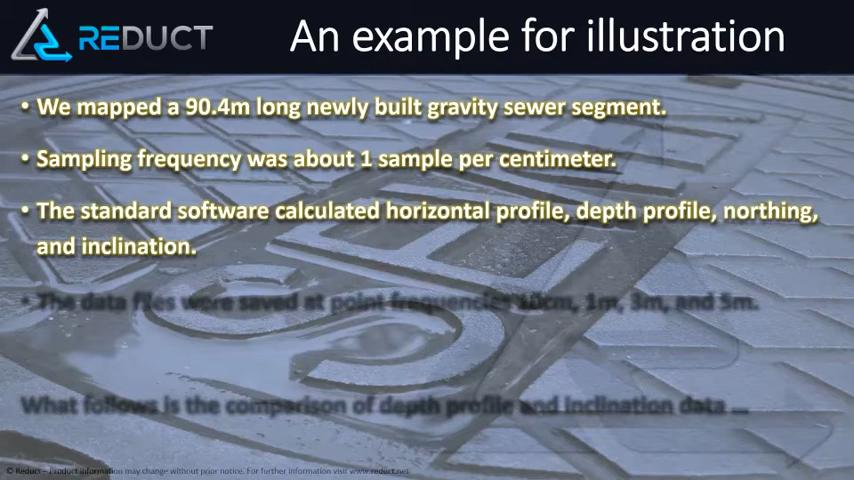 REDUCT
An example for illustration
• We mapped a 90.4m long newly built gravity sewer segment.
• Sampling frequency was about 1 sample per centimeter.
• The standard software calculated horizontal profile, depth profile, northing,
and inclination.
• The data files were saved at point frequencies 10cm, 1m, 3m, and 5m.
What follows is the comparison of depth profile and inclination data ...
© Reduct – Product information may change without prior notice. For further information visit www.reduct.net
SEWE